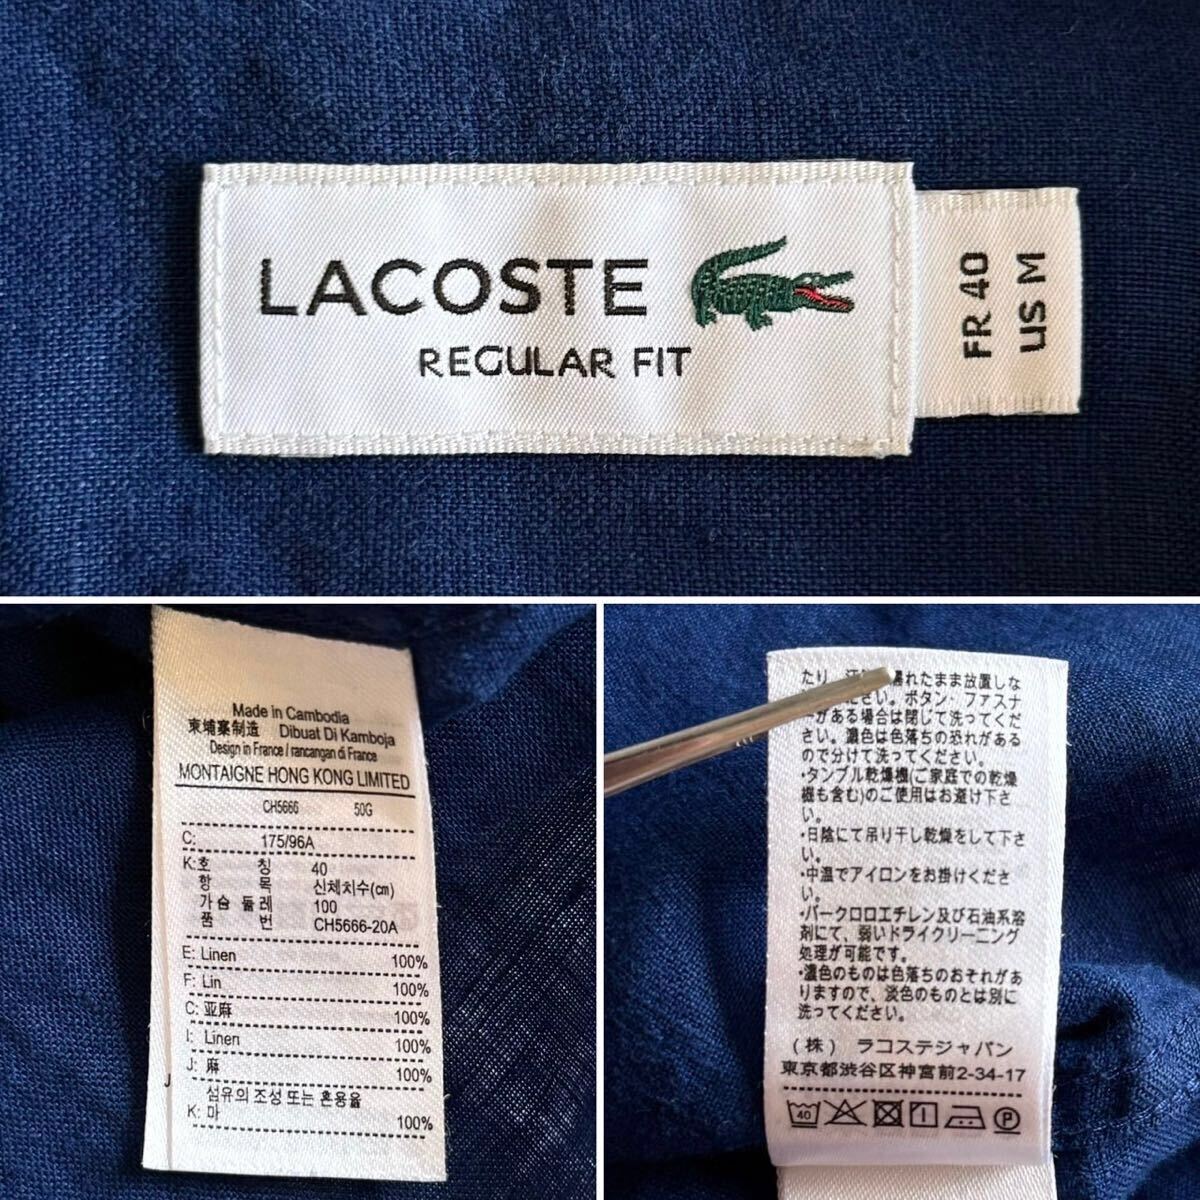 LACOSTE
REGULAR FIT
FR 40
US M
Made in Cambodia
柬埔寨制造 Dibuat Di Kamboja
Design in France / rancangan di France
MONTAIGNE HONG KONG LIMITED
CH5666 50G
C: 175/96A
K: 호 칭 40
항 목 신체치수(cm)
가슴 둘레 100
품 번 CH5666-20A
E: Linen 100%
F: Lin 100%
C: 亚麻 100%
I: Linen 100%
J: 麻 100%
섬유의 조성 또는 혼용율
K: 마 100%
J
たり、れたまま放置しな
ださい。ボタン・ファスナ
ーがある場合は閉じて洗ってくだ
さい。濃色は色落ちの恐れがある
ので分けて洗ってください。
・タンブル乾燥機(ご家庭での乾燥
機も含む)のご使用はお避け下さ
い。
・日陰にて吊り干し乾燥をして下さ
い。
・中温でアイロンをお掛けくださ
い。
・パークロロエチレン及び石油系溶
剤にて、弱いドライクリーニング
処理が可能です。
・濃色のものは色落ちのおそれがあ
りますので、淡色のものとは別に
洗ってください。
(株) ラコステジャパン
東京都渋谷区神宮前2-34-17
40 1 P